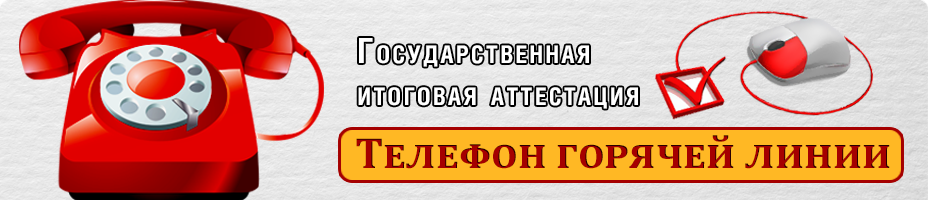 Государственная
итоговая аттестация
Телефон горячей линии